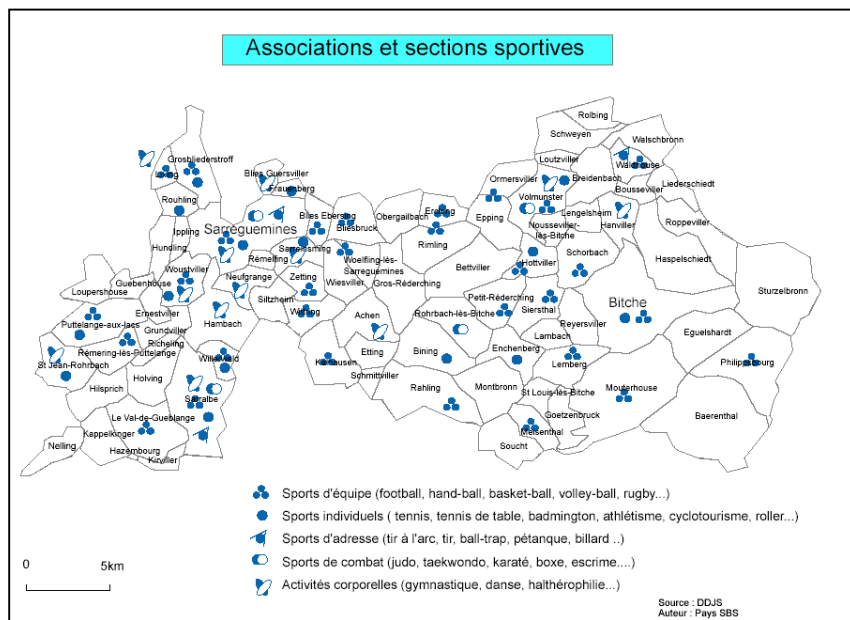 Associations et sections sportives
Rolbing
Schweyen
Walschbronn
Loutzviller
Grosbliederstroff
Lixing
Waldhouse
Blies Guersviller
Ormersviller
Breidenbach
Liederschiedt
Frauenberg
Bousseviller
Rouhling
Volmunster
Roppeviller
Blies Ebersing
Obergailbach
Erching
Epping
Lengelsheim
Hanviller
Ippling
Sarreguemines
Bliesbruck
Nousseviller-
lès-Bitche
Rimling
Hundling
Sarreinsming
Woelfling-lès-
Sarreguemines
Schorbach
Haspelschiedt
Rémelfing
Hottviller
Woustviller
Neufgrange
Zetting
Wiesviller
Gros-Réderching
Bettviller
Guebenhouse
Loupershouse
Siltzheim
Petit-Réderching
Bitche
Sturzelbronn
Ernestviller
Hambach
Wittring
Achen
Rohrbach-lès-Bitche
Siersthal
Reyersviller
Puttelange-aux-lacs
Grundviller
Richeling
Lambach
Eguelshardt
Rémering-lès-Puttelange
Willerwald
Kalhausen
Etting
Bining
Enchenberg
Lemberg
Philippsbourg
St Jean-Rohrbach
Holving
Schmittviller
Rahling
Montbronn
St Louis-lès-Bitche
Mouterhouse
Hilsprich
Sarralbe
Goetzenbruck
Baerenthal
Le Val-de-Gueblange
Meisenthal
Kappelkinger
Soucht
Nelling
Hazembourg
Kirviller
Sports d'équipe (football, hand-ball, basket-ball, volley-ball, rugby...)
Sports individuels ( tennis, tennis de table, badmington, athlétisme, cyclotourisme, roller...)
Sports d'adresse (tir à l'arc, tir, ball-trap, pétanque, billard ..)
Sports de combat (judo, taekwondo, karaté, boxe, escrime....)
Activités corporelles (gymnastique, danse, halthérophilie...)
0 5km
Source : DDJS
Auteur : Pays SBS